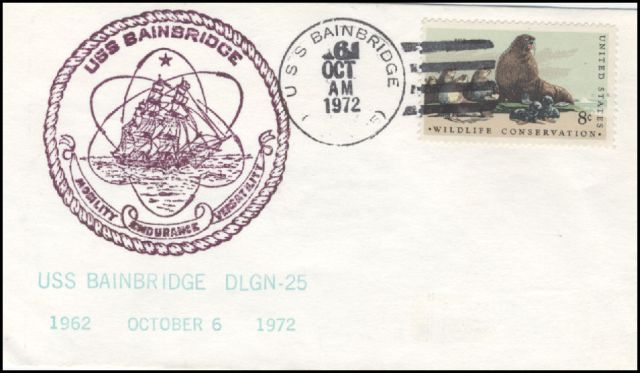 USS BAINBRIDGE
MOBILITY ENDURANCE VERSATILITY
USS BAINBRIDGE
6
OCT
AM
1972
UNITED STATES
8c
• WILDLIFE CONSERVATION •
USS BAINBRIDGE DLGN-25
1962 OCTOBER 6 1972